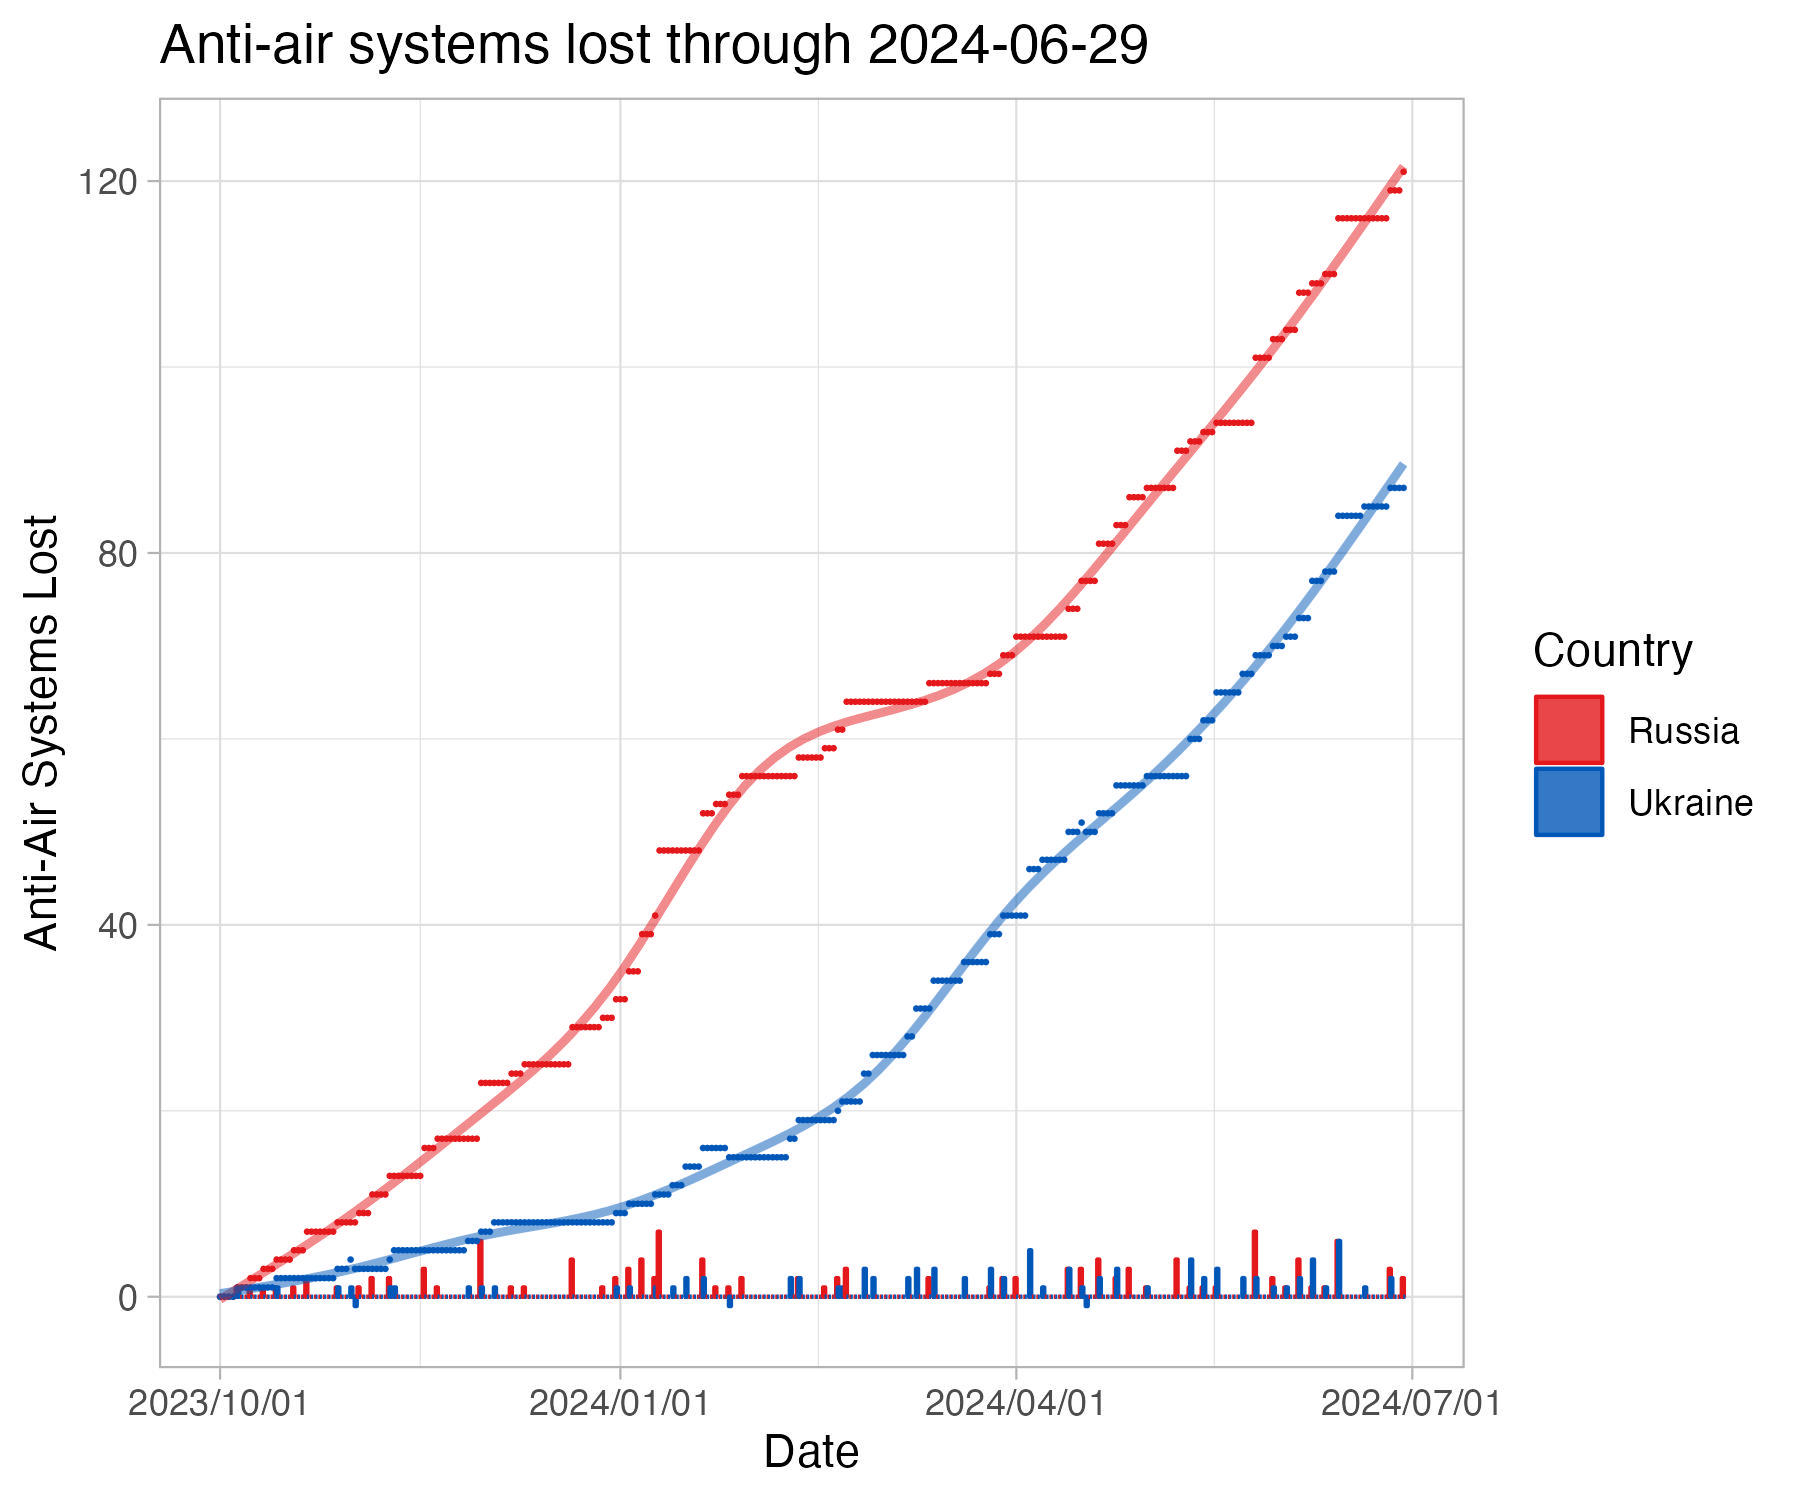 Anti-air systems lost through 2024-06-29
Anti-Air Systems Lost
120
80
40
0
2023/10/01
2024/01/01
2024/04/01
2024/07/01
Date
Country
Russia
Ukraine